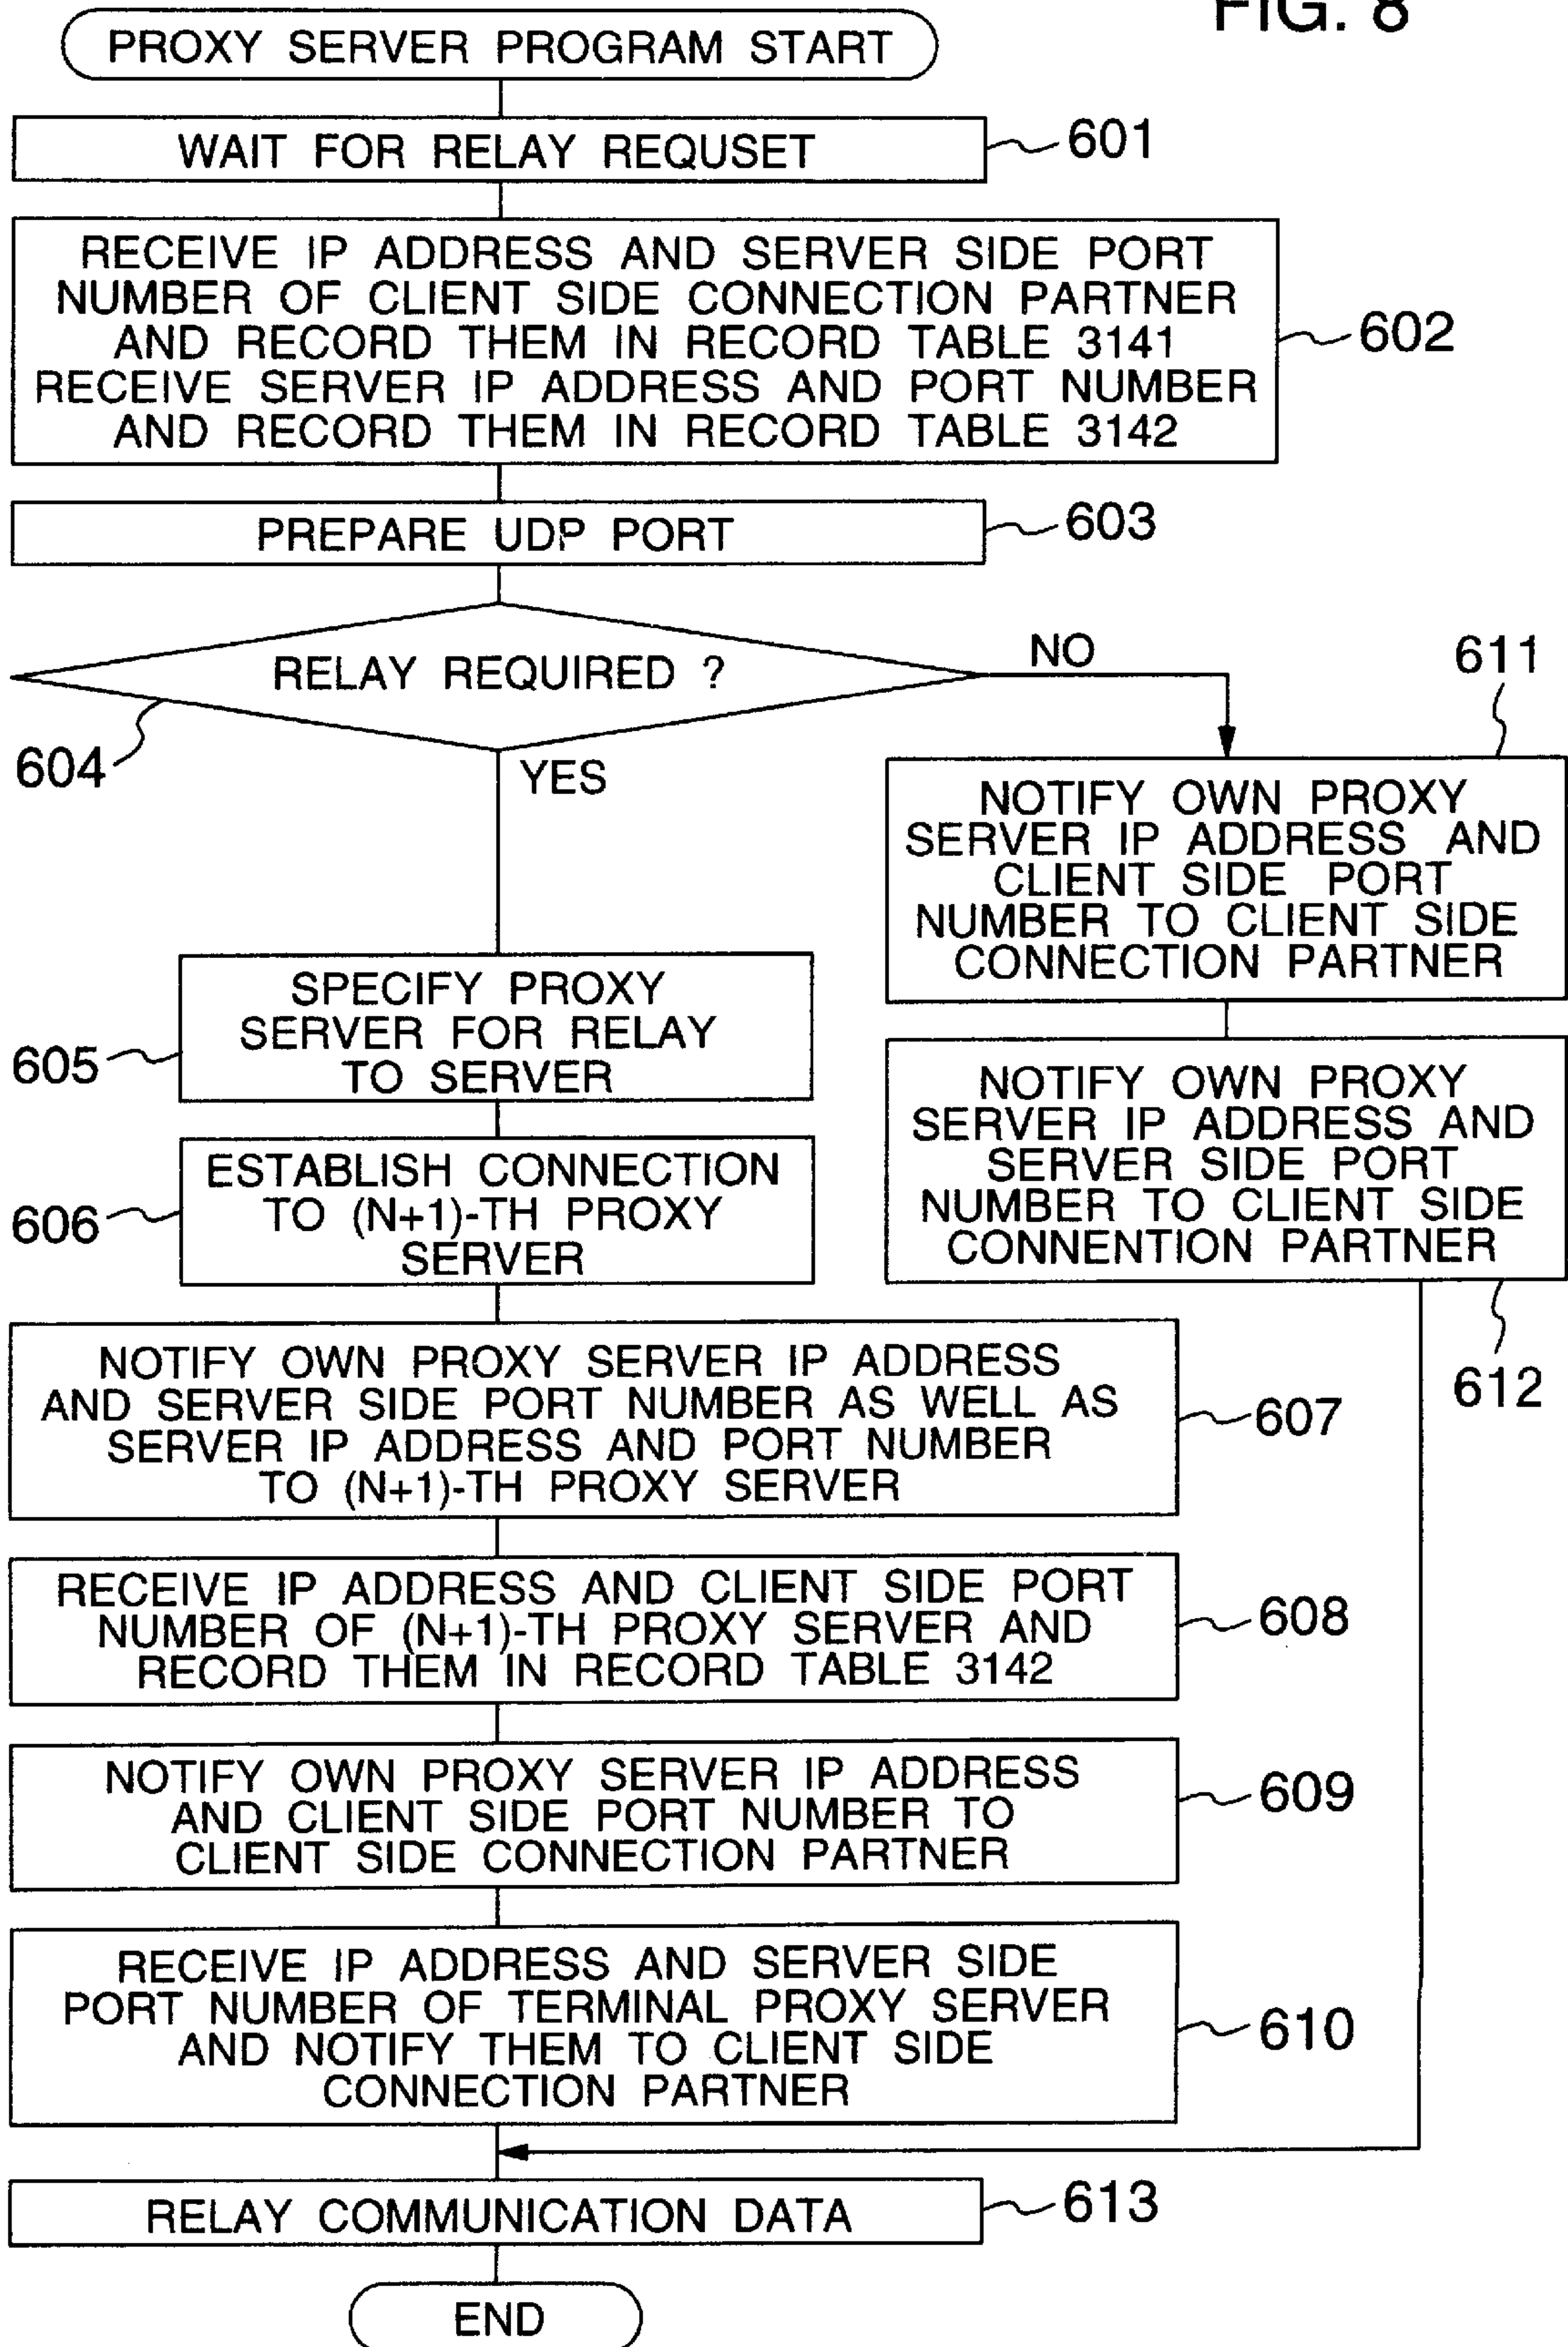 FIG. 8
PROXY SERVER PROGRAM START
WAIT FOR RELAY REQUSET
601
RECEIVE IP ADDRESS AND SERVER SIDE PORT
NUMBER OF CLIENT SIDE CONNECTION PARTNER
AND RECORD THEM IN RECORD TABLE 3141
RECEIVE SERVER IP ADDRESS AND PORT NUMBER
AND RECORD THEM IN RECORD TABLE 3142
602
PREPARE UDP PORT
603
RELAY REQUIRED ?
604
NO
YES
611
NOTIFY OWN PROXY
SERVER IP ADDRESS AND
CLIENT SIDE PORT
NUMBER TO CLIENT SIDE
CONNECTION PARTNER
SPECIFY PROXY
SERVER FOR RELAY
TO SERVER
605
NOTIFY OWN PROXY
SERVER IP ADDRESS AND
SERVER SIDE PORT
NUMBER TO CLIENT SIDE
CONNENTION PARTNER
612
ESTABLISH CONNECTION
TO (N+1)-TH PROXY
SERVER
606
NOTIFY OWN PROXY SERVER IP ADDRESS
AND SERVER SIDE PORT NUMBER AS WELL AS
SERVER IP ADDRESS AND PORT NUMBER
TO (N+1)-TH PROXY SERVER
607
RECEIVE IP ADDRESS AND CLIENT SIDE PORT
NUMBER OF (N+1)-TH PROXY SERVER AND
RECORD THEM IN RECORD TABLE 3142
608
NOTIFY OWN PROXY SERVER IP ADDRESS
AND CLIENT SIDE PORT NUMBER TO
CLIENT SIDE CONNECTION PARTNER
609
RECEIVE IP ADDRESS AND SERVER SIDE
PORT NUMBER OF TERMINAL PROXY SERVER
AND NOTIFY THEM TO CLIENT SIDE
CONNECTION PARTNER
610
RELAY COMMUNICATION DATA
613
END